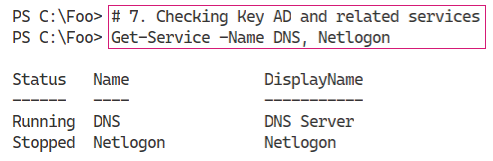 PS C:\Foo> # 7. Checking Key AD and related services
PS C:\Foo> Get-Service -Name DNS, Netlogon
Status   Name               DisplayName
------   ----               -----------
Running  DNS                DNS Server
Stopped  Netlogon           Netlogon